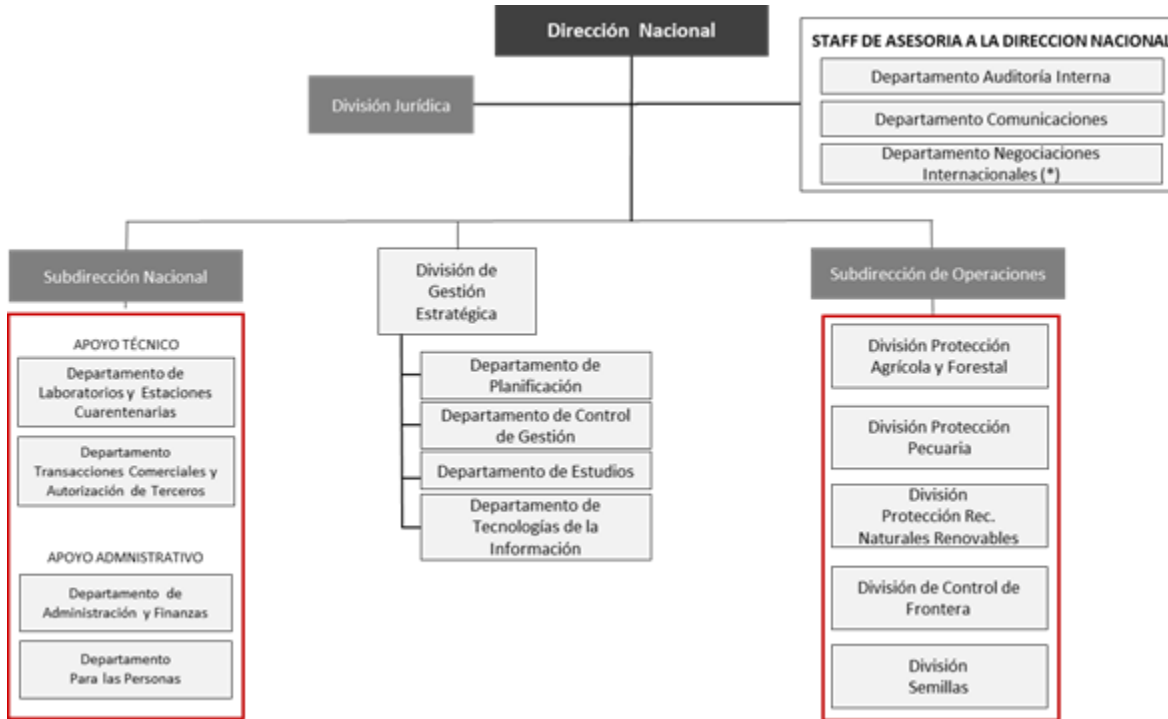 Dirección Nacional
STAFF DE ASESORIA A LA DIRECCION NACIONAL
Departamento Auditoría Interna
Departamento Comunicaciones
Departamento Negociaciones
Internacionales (*)
División Jurídica
Subdirección Nacional
APOYO TÉCNICO
Departamento de
Laboratorios y Estaciones
Cuarentenarias
Departamento
Transacciones Comerciales y
Autorización de Terceros
APOYO ADMNISTRATIVO
Departamento de
Administración y Finanzas
Departamento
Para las Personas
División de
Gestión
Estratégica
Departamento de
Planificación
Departamento de Control
de Gestión
Departamento de Estudios
Departamento de
Tecnologías de la
Información
Subdirección de Operaciones
División Protección
Agrícola y Forestal
División Protección
Pecuaria
División
Protección Rec.
Naturales Renovables
División de Control de
Frontera
División
Semillas